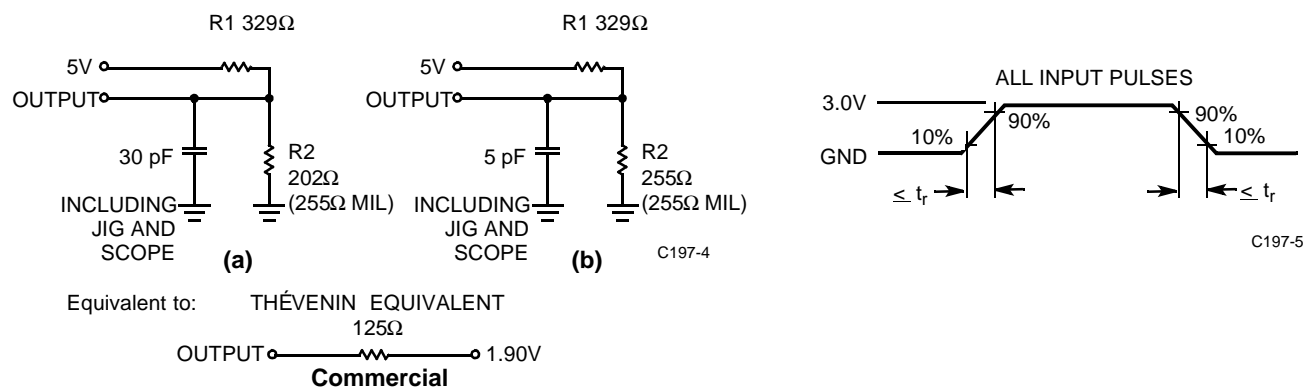 R1 329Ω
5V
OUTPUT
30 pF
R2
202Ω
(255Ω MIL)
INCLUDING
JIG AND
SCOPE
(a)
R1 329Ω
5V
OUTPUT
5 pF
R2
255Ω
(255Ω MIL)
INCLUDING
JIG AND
SCOPE
(b)
C197-4
ALL INPUT PULSES
3.0V
90%
90%
10%
10%
GND
≤ tr
≤ tr
C197-5
Equivalent to: THÉVENIN EQUIVALENT
125Ω
OUTPUT 1.90V
Commercial